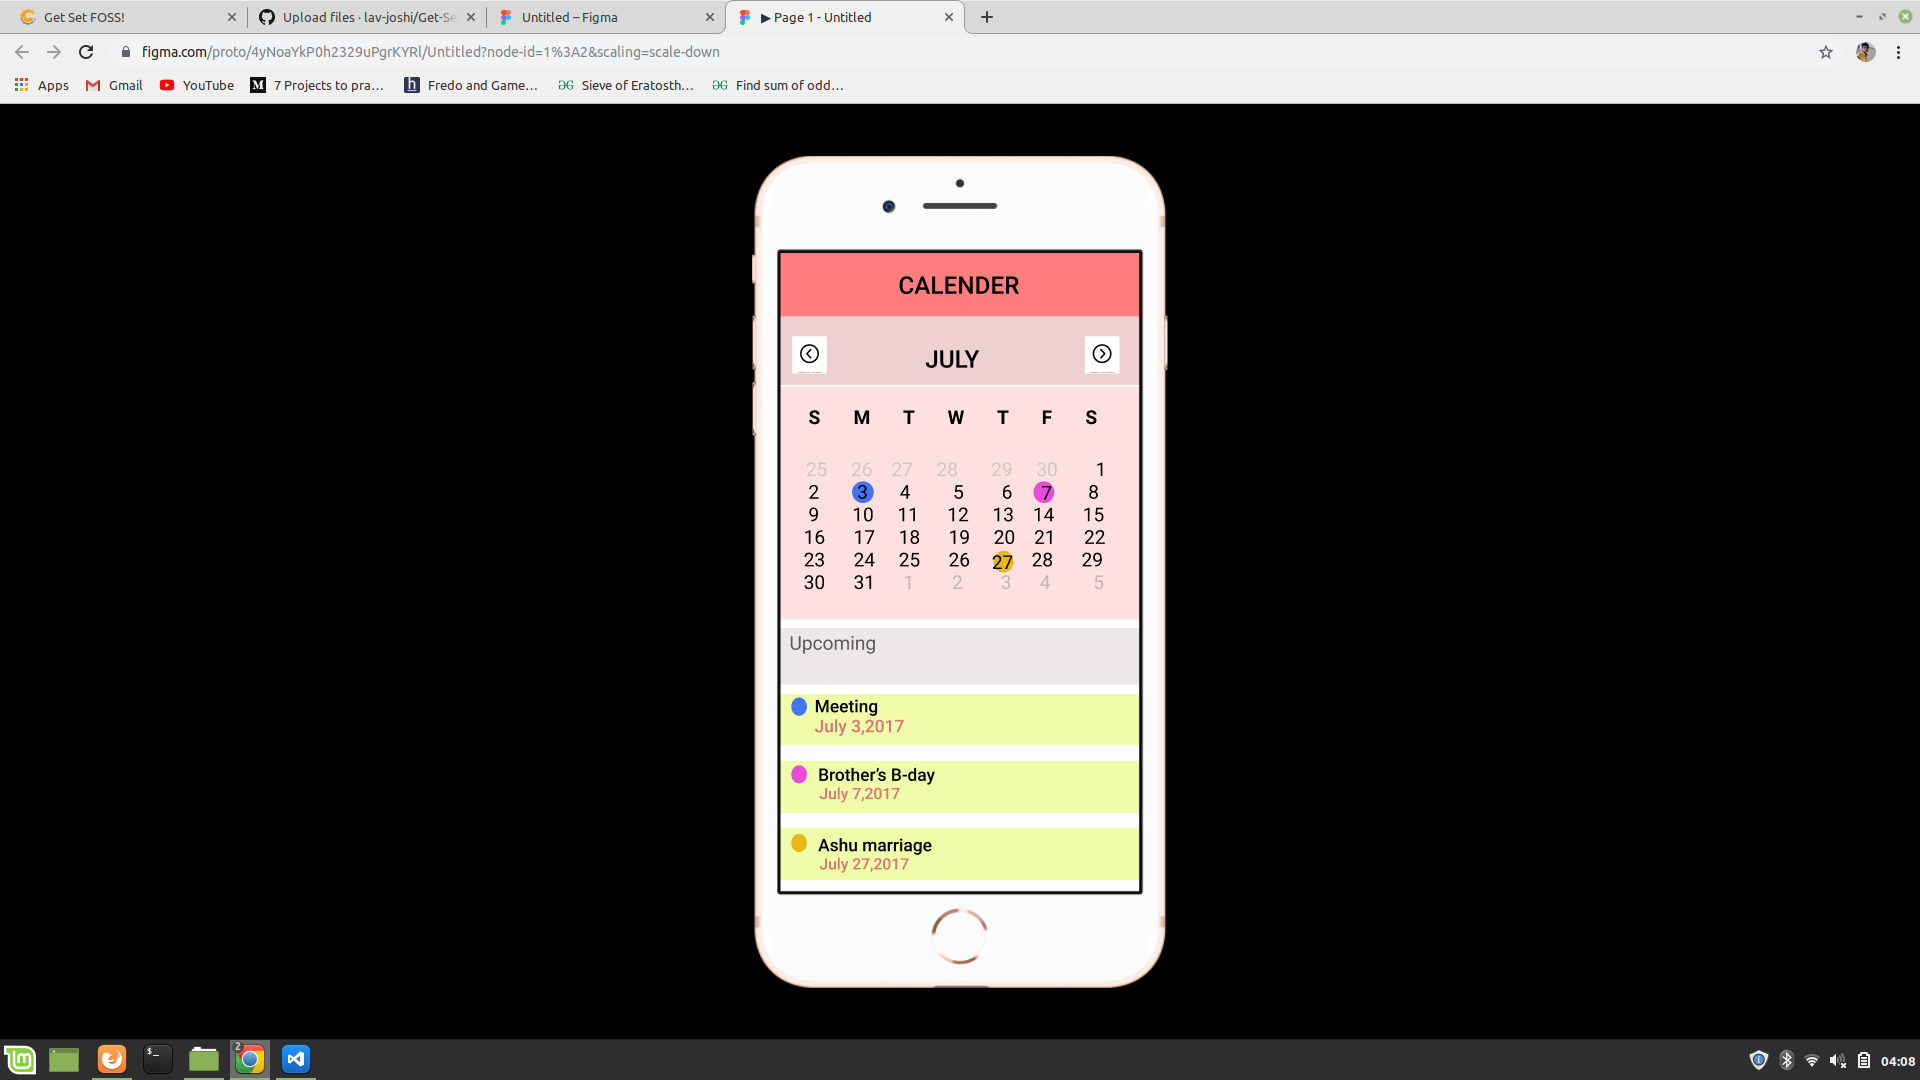 Get Set FOSS!
Upload files · lav-joshi/Get-Se
Untitled – Figma
▶ Page 1 - Untitled
figma.com/proto/4yNoaYkP0h2329uPgrKYRl/Untitled?node-id=1%3A2&scaling=scale-down
Apps
Gmail
YouTube
7 Projects to pra…
Fredo and Game…
Sieve of Eratosth…
Find sum of odd…
CALENDER
JULY
S M T W T F S
25 26 27 28 29 30 1
2 3 4 5 6 7 8
9 10 11 12 13 14 15
16 17 18 19 20 21 22
23 24 25 26 27 28 29
30 31 1 2 3 4 5
Upcoming
Meeting
July 3,2017
Brother’s B-day
July 7,2017
Ashu marriage
July 27,2017
2
04:08